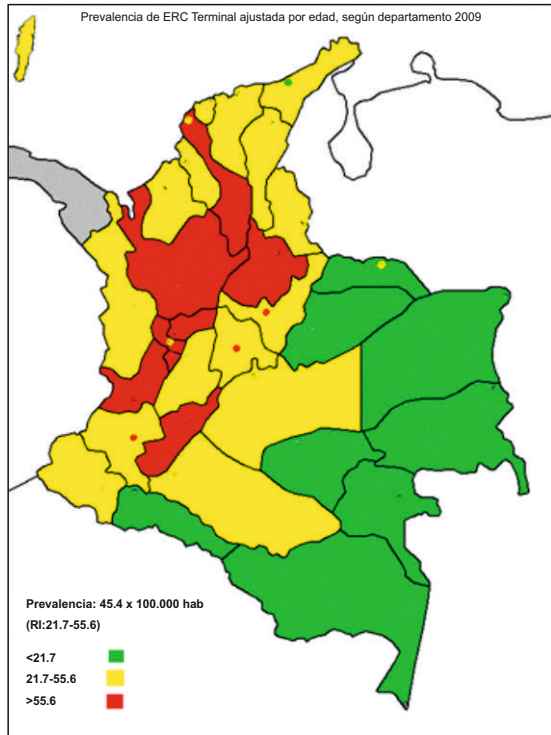 Prevalencia de ERC Terminal ajustada por edad, según departamento 2009
Prevalencia: 45.4 x 100.000 hab
(RI:21.7-55.6)
<21.7
21.7-55.6
>55.6